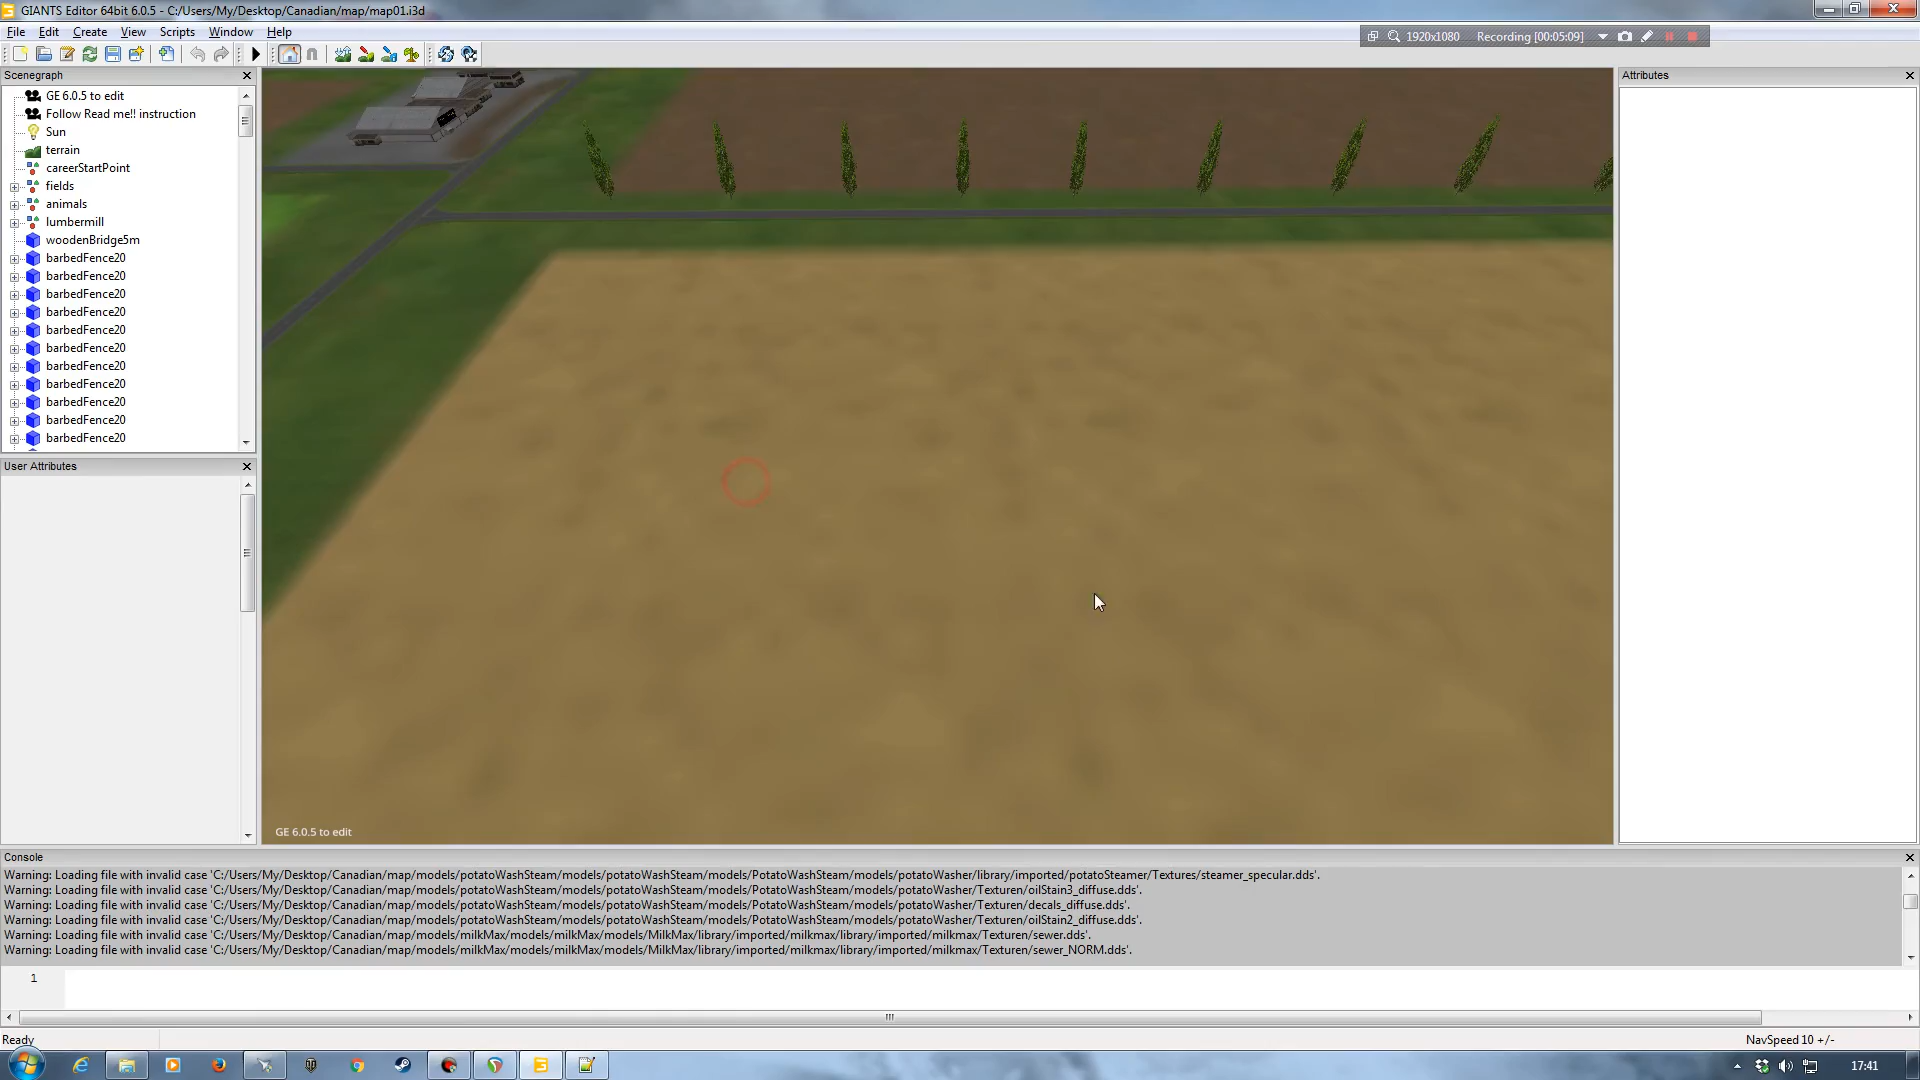 GIANTS Editor 64bit 6.0.5 - C:/Users/My/Desktop/Canadian/map/map01.i3d
File Edit Create View Scripts Window Help
1920x1080 Recording [00:05:09]
Scenegraph
GE 6.0.5 to edit
Follow Read me!! instruction
Sun
terrain
careerStartPoint
fields
animals
lumbermill
woodenBridge5m
barbedFence20
barbedFence20
barbedFence20
barbedFence20
barbedFence20
barbedFence20
barbedFence20
barbedFence20
barbedFence20
barbedFence20
barbedFence20
User Attributes
Attributes
GE 6.0.5 to edit
Console
Warning: Loading file with invalid case 'C:/Users/My/Desktop/Canadian/map/models/potatoWashSteam/models/potatoWashSteam/models/PotatoWashSteam/models/potatoWasher/library/imported/potatoSteamer/Textures/steamer_specular.dds'.
Warning: Loading file with invalid case 'C:/Users/My/Desktop/Canadian/map/models/potatoWashSteam/models/potatoWashSteam/models/PotatoWashSteam/models/potatoWasher/Texturen/oilStain3_diffuse.dds'.
Warning: Loading file with invalid case 'C:/Users/My/Desktop/Canadian/map/models/potatoWashSteam/models/potatoWashSteam/models/PotatoWashSteam/models/potatoWasher/Texturen/decals_diffuse.dds'.
Warning: Loading file with invalid case 'C:/Users/My/Desktop/Canadian/map/models/potatoWashSteam/models/potatoWashSteam/models/PotatoWashSteam/models/potatoWasher/Texturen/oilStain2_diffuse.dds'.
Warning: Loading file with invalid case 'C:/Users/My/Desktop/Canadian/map/models/milkMax/models/milkMax/models/MilkMax/library/imported/milkmax/library/imported/milkmax/Texturen/sewer.dds'.
Warning: Loading file with invalid case 'C:/Users/My/Desktop/Canadian/map/models/milkMax/models/milkMax/models/MilkMax/library/imported/milkmax/library/imported/milkmax/Texturen/sewer_NORM.dds'.
1
Ready
NavSpeed 10 +/-
17:41